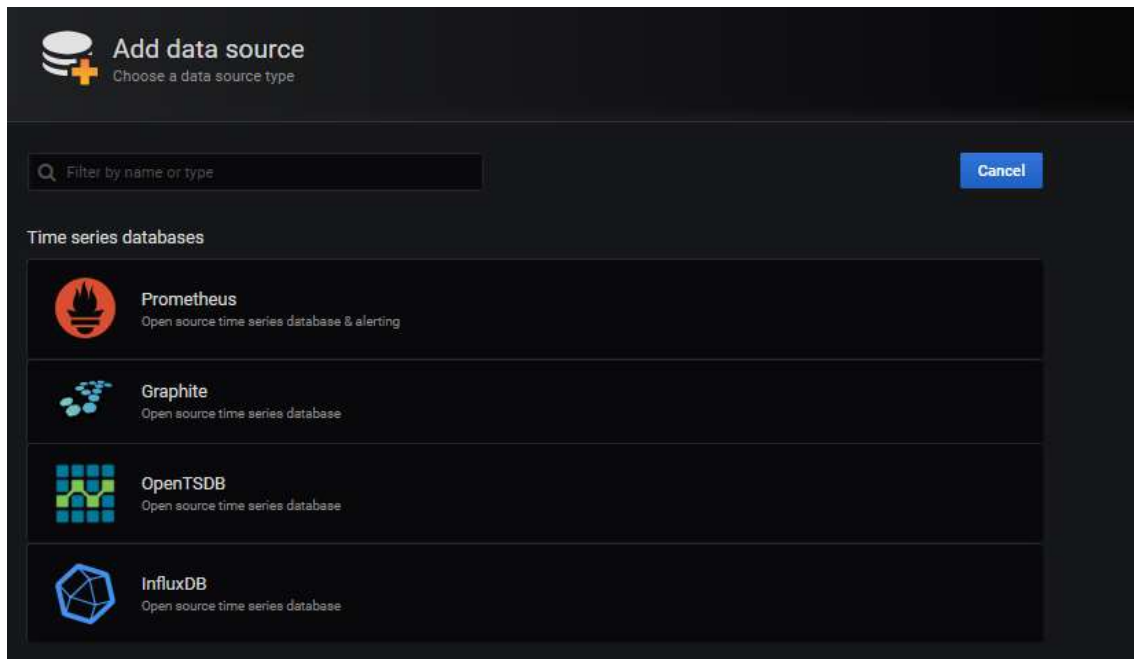 Add data source
Choose a data source type
Filter by name or type
Cancel
Time series databases
Prometheus
Open source time series database & alerting
Graphite
Open source time series database
OpenTSDB
Open source time series database
InfluxDB
Open source time series database